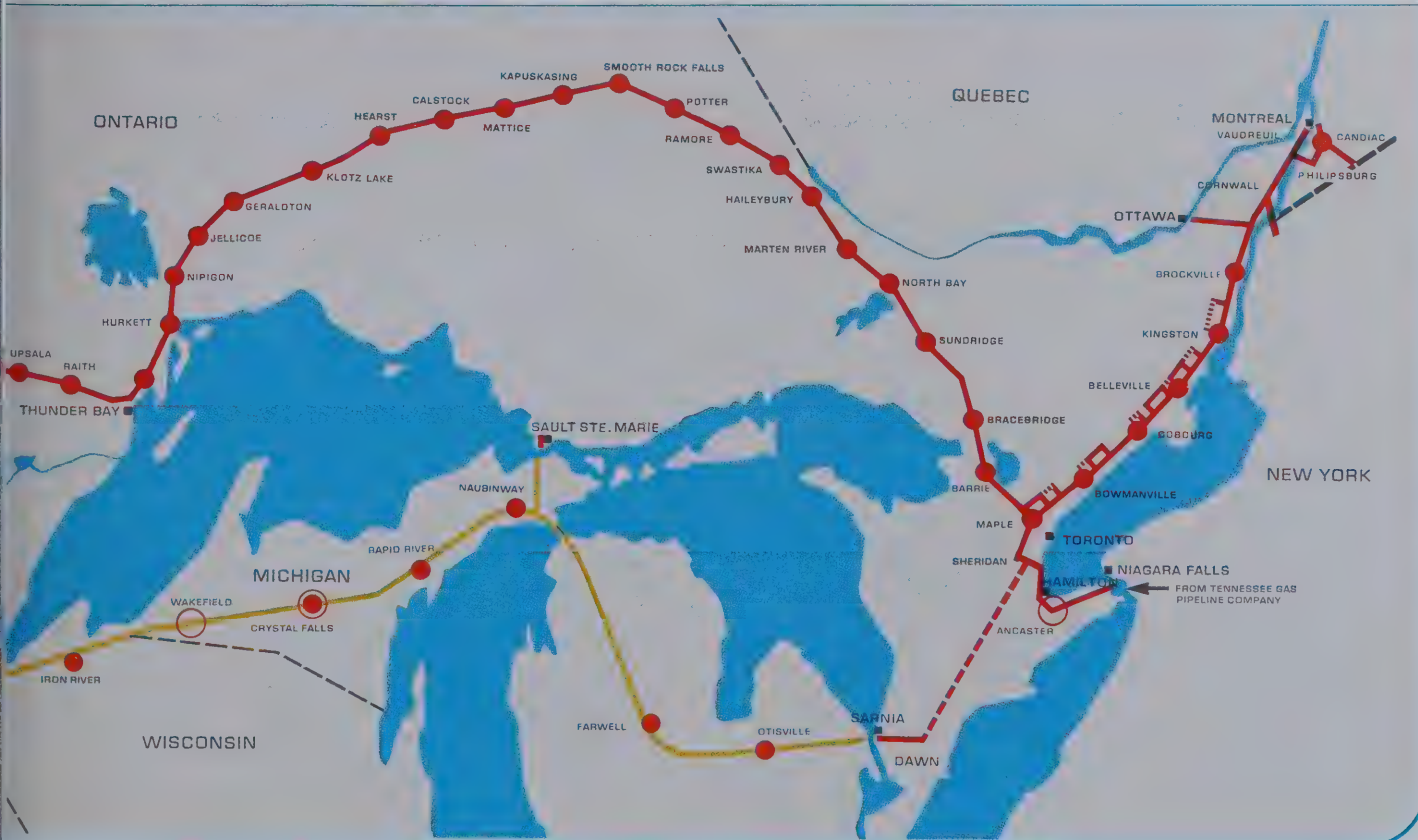 SMOOTH ROCK FALLS
KAPUSKASING
QUEBEC
CALSTOCK
POTTER
HEARST
MATTICE
MONTREAL
ONTARIO
RAMORE
VAUDREUIL
CANDIAC
SWASTIKA
PHILIPSBURG
KLOTZ LAKE
CORNWALL
HAILEYBURY
GERALDTON
OTTAWA
JELLICOE
MARTEN RIVER
NIPIGON
NORTH BAY
BROCKVILLE
HURKETT
KINGSTON
SUNDRIDGE
UPSALA
RAITH
BELLEVILLE
THUNDER BAY
BRACEBRIDGE
SAULT STE. MARIE
COBOURG
NEW YORK
NAUBINWAY
BARRIE
BOWMANVILLE
MAPLE
TORONTO
RAPID RIVER
SHERIDAN
NIAGARA FALLS
MICHIGAN
HAMILTON
FROM TENNESSEE GAS
PIPELINE COMPANY
WAKEFIELD
CRYSTAL FALLS
ANCASTER
IRON RIVER
SARNIA
FARWELL
OTISVILLE
WISCONSIN
DAWN